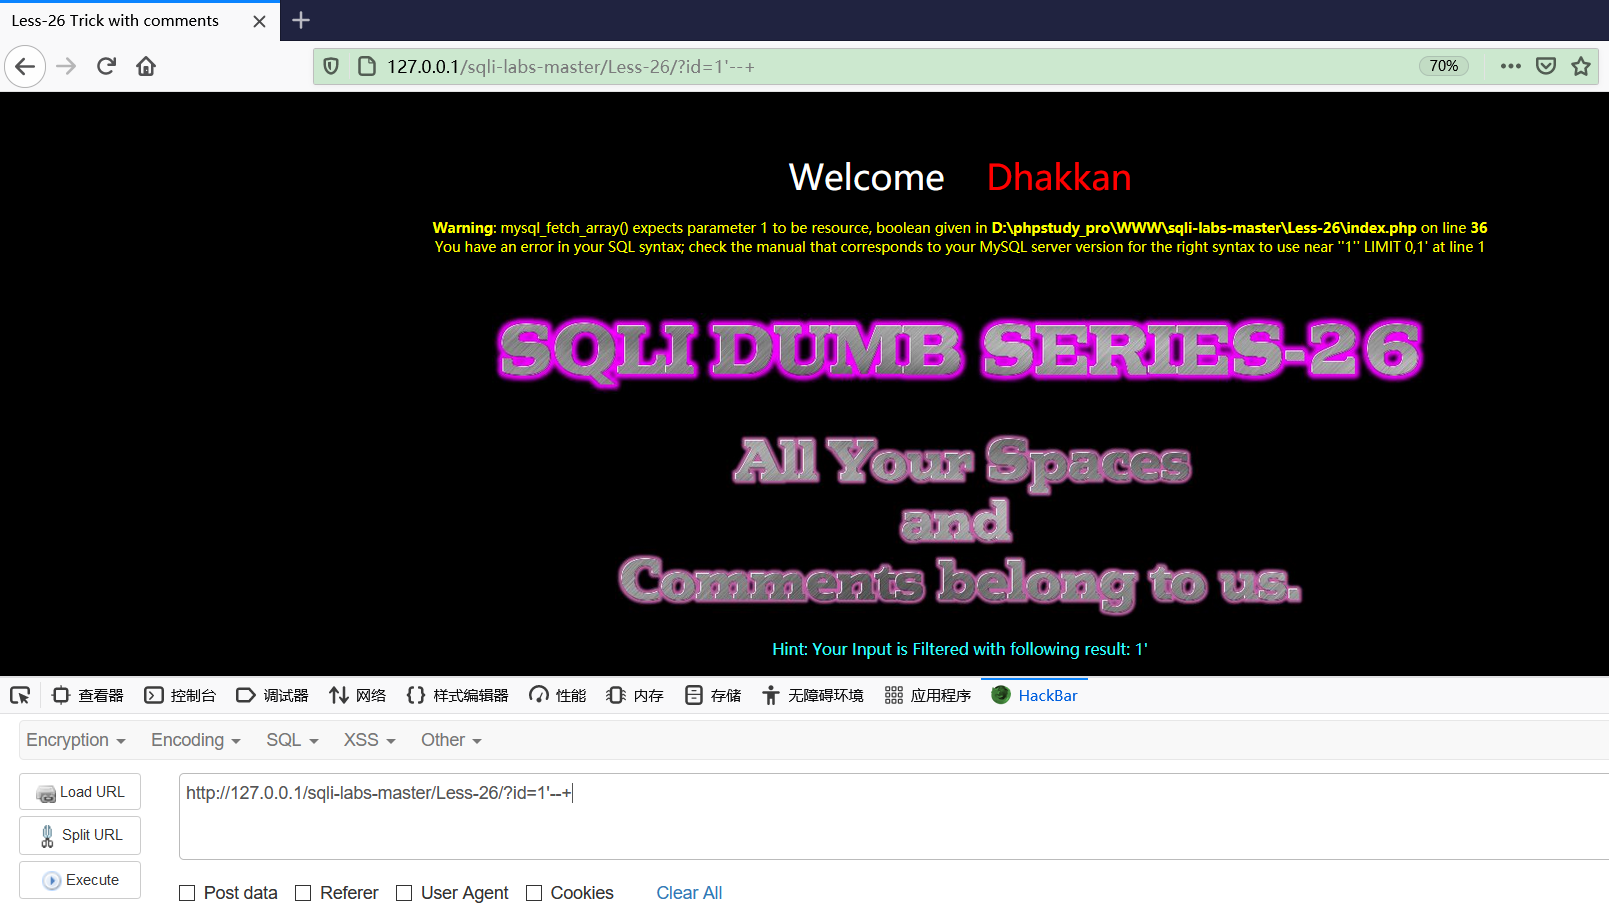 Less-26 Trick with comments
127.0.0.1/sqli-labs-master/Less-26/?id=1'--+
70%
Welcome Dhakkan
Warning: mysql_fetch_array() expects parameter 1 to be resource, boolean given in D:\phpstudy_pro\WWW\sqli-labs-master\Less-26\index.php on line 36
You have an error in your SQL syntax; check the manual that corresponds to your MySQL server version for the right syntax to use near ''1'' LIMIT 0,1' at line 1
SQLI DUMB SERIES-26
All Your Spaces
and
Comments belong to us.
Hint: Your Input is Filtered with following result: 1'
查看器 控制台 调试器 网络 样式编辑器 性能 内存 存储 无障碍环境 应用程序 HackBar
Encryption Encoding SQL XSS Other
Load URL
http://127.0.0.1/sqli-labs-master/Less-26/?id=1'--+
Split URL
Execute
Post data Referer User Agent Cookies Clear All